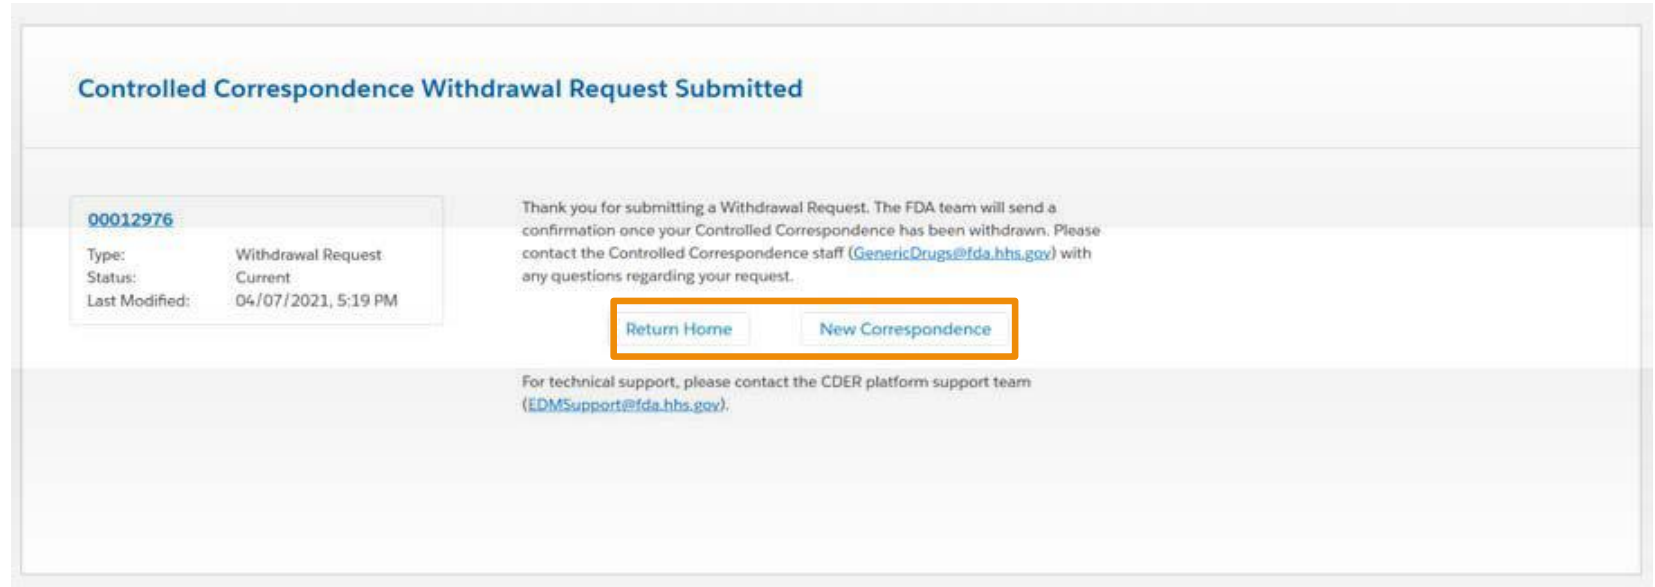 Controlled Correspondence Withdrawal Request Submitted
00012976
Type: Withdrawal Request
Status: Current
Last Modified: 04/07/2021, 5:19 PM
Thank you for submitting a Withdrawal Request. The FDA team will send a
confirmation once your Controlled Correspondence has been withdrawn. Please
contact the Controlled Correspondence staff (GenericDrugs@fda.hhs.gov) with
any questions regarding your request.
Return Home New Correspondence
For technical support, please contact the CDER platform support team
(EDMSupport@fda.hhs.gov).